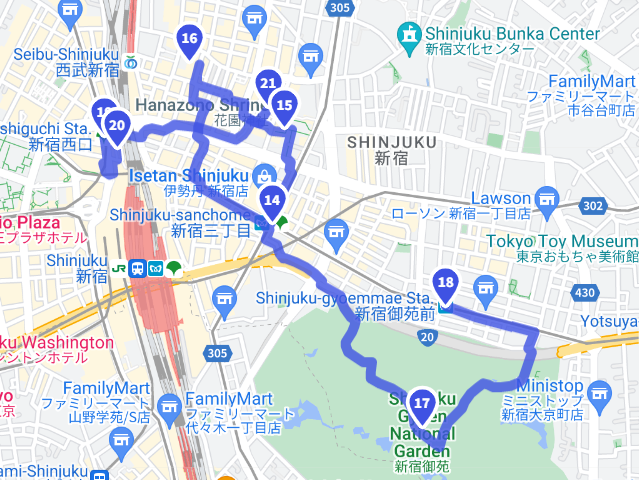 305
Shinjuku Bunka Center
新宿文化センター
Seibu-Shinjuku
西武新宿
16
FamilyMart
ファミリーマート
市谷台町店
21
Hanazono Shrin
花園
15
SHINJUKU
新宿
20
shiguchi Sta.
新宿西口
Isetan Shinjuku
伊勢丹 新宿店
Lawson
ローソン 新宿一丁目店
302
14
Shinjuku-sanchome
新宿三丁目
io Plaza
王プラザホテル
Tokyo Toy Museum
東京おもちゃ美術館
Shinjuku
新宿
JR
18
Shinjuku-gyoemmae Sta.
新宿御苑前
430
Yotsuya
20
ku Washington
シントンホテル
305
FamilyMart
ファミリーマート
山野学苑/S店
FamilyMart
ファミリーマート
代々木一丁目店
17
Ministop
ミニストップ
新宿大京町店
Garden
National
Garden
新宿御苑
yo
京
ami-Shinjuku